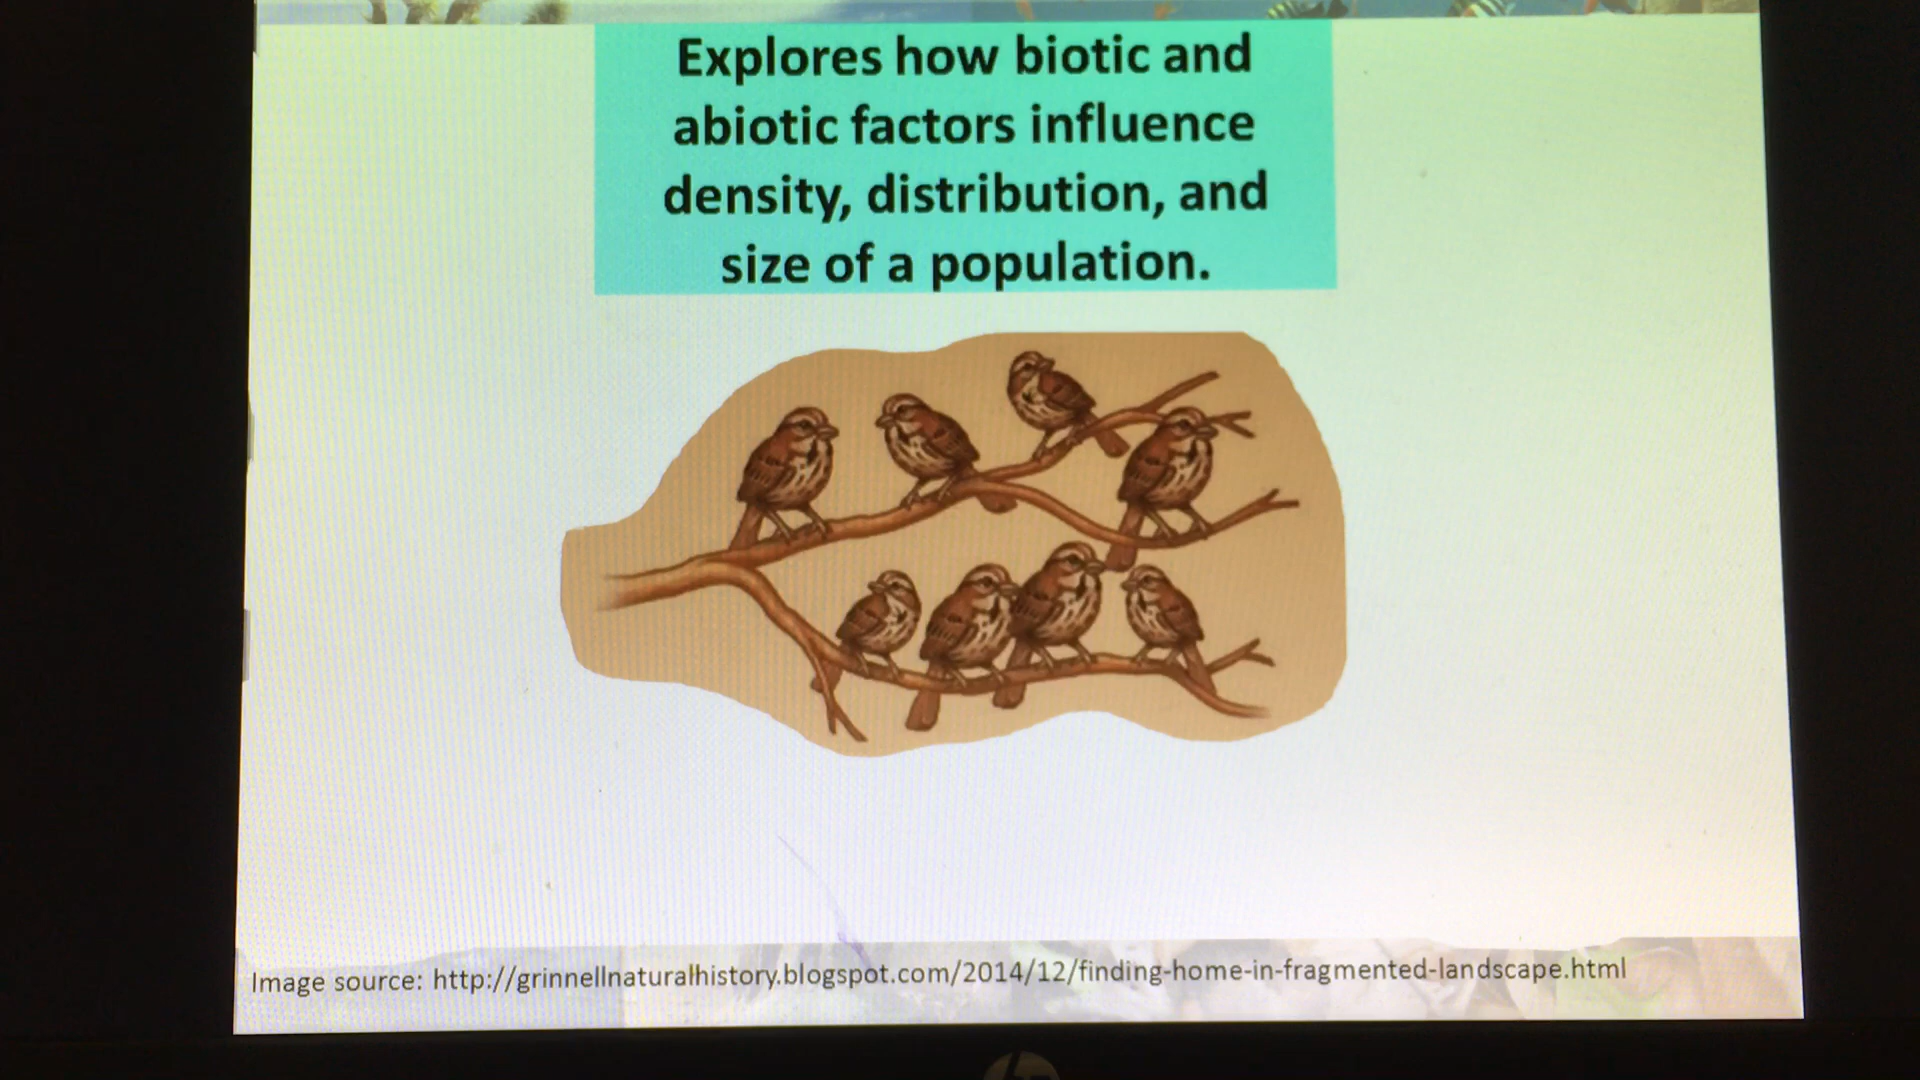 Explores how biotic and
abiotic factors influence
density, distribution, and
size of a population.
Image source: http://grinnellnaturalhistory.blogspot.com/2014/12/finding-home-in-fragmented-landscape.html